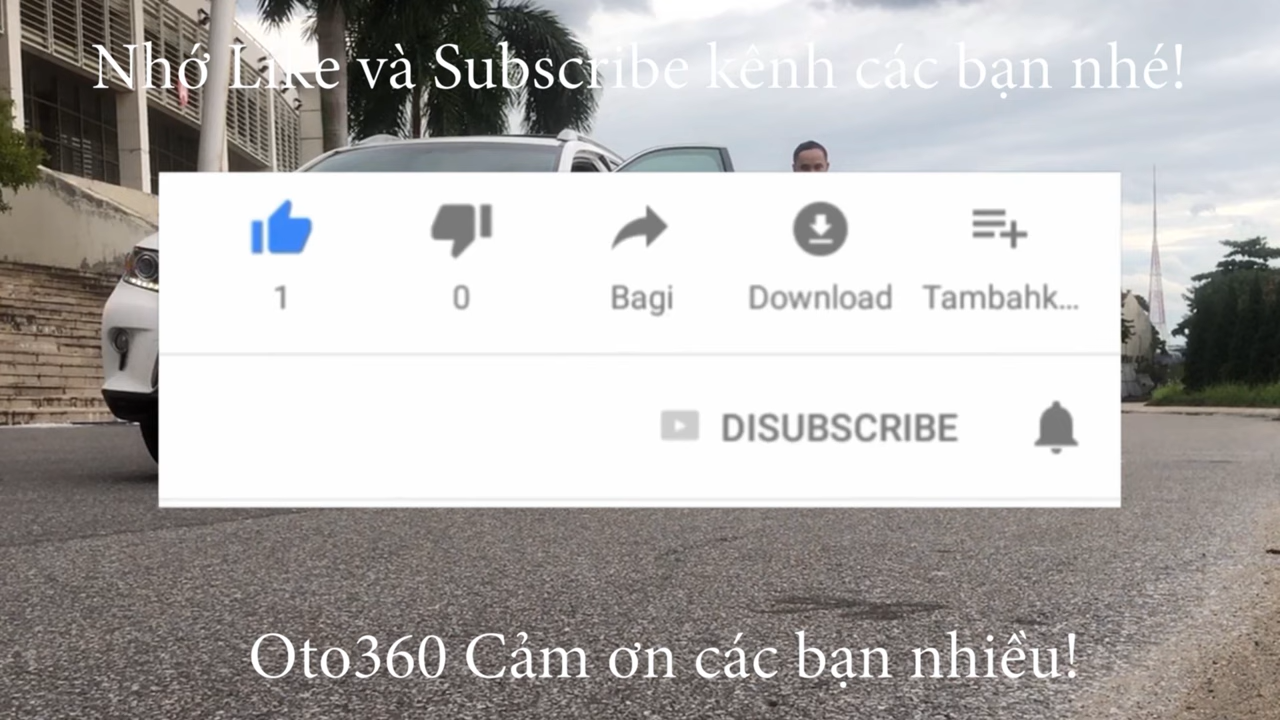 Nhớ Like và Subscribe kênh các bạn nhé!
1 0 Bagi Download Tambahk...
DISUBSCRIBE
Oto360 Cảm ơn các bạn nhiều!